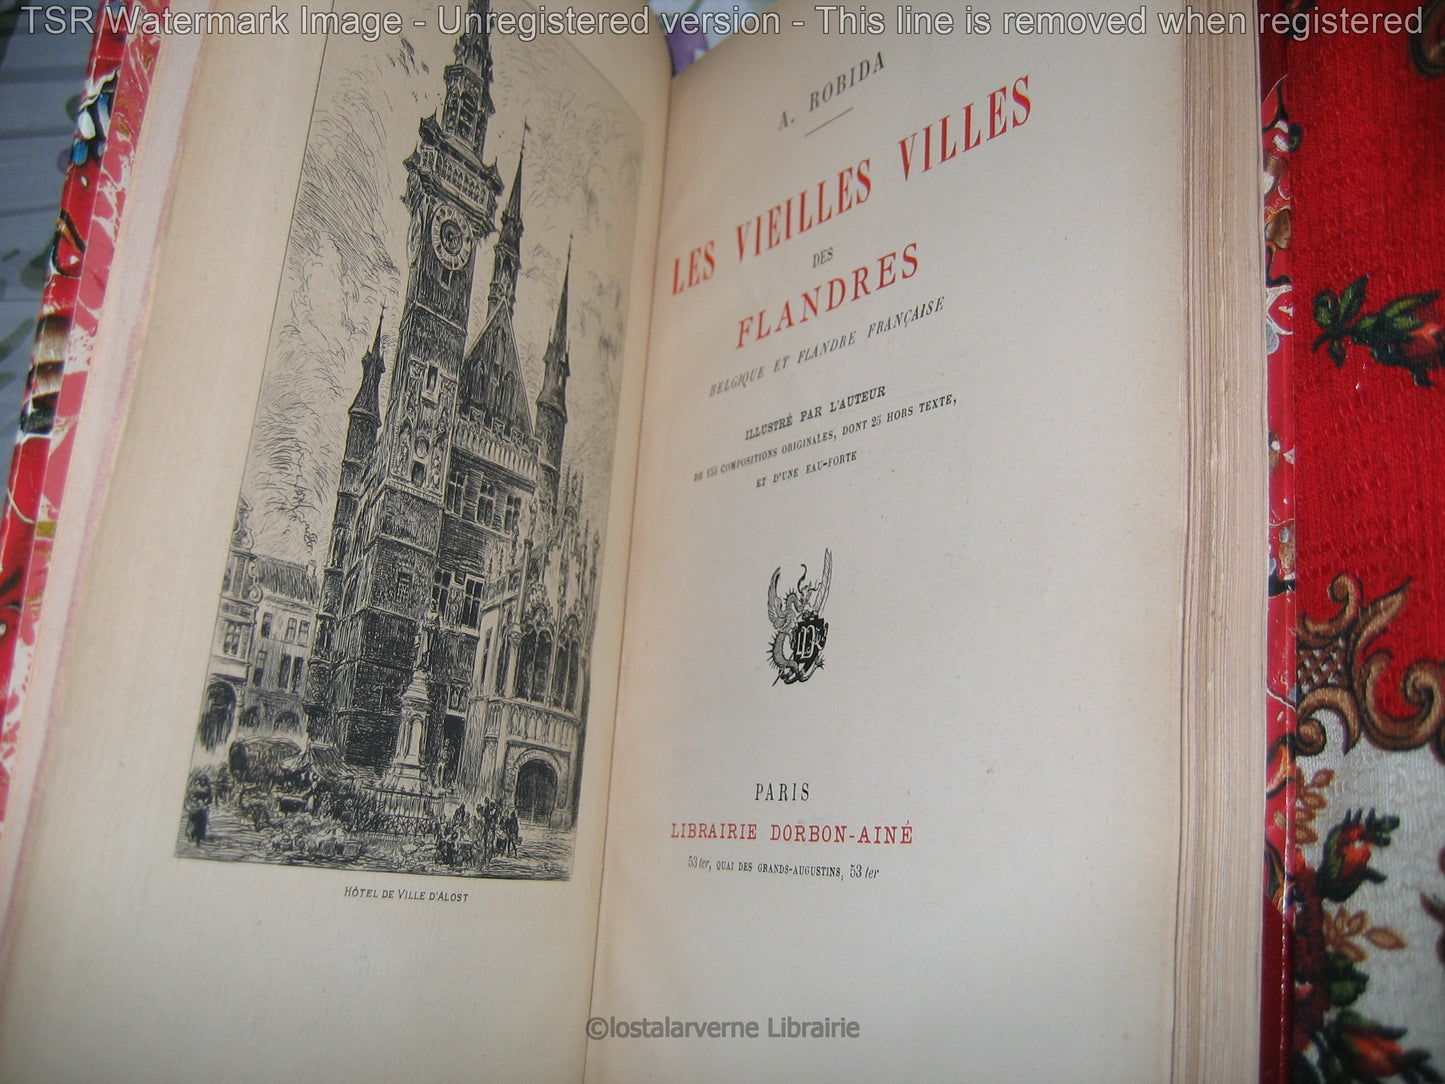 TSR Watermark Image - Unregistered version - This line is removed when registered
HÔTEL DE VILLE D'ALOST
A. ROBIDA
LES VIEILLES VILLES
DES
FLANDRES
BELGIQUE ET FLANDRE FRANÇAISE
ILLUSTRÉ PAR L'AUTEUR
DE 155 COMPOSITIONS ORIGINALES, DONT 25 HORS TEXTE,
ET D'UNE EAU-FORTE
PARIS
LIBRAIRIE DORBON-AINÉ
53 ter, QUAI DES GRANDS-AUGUSTINS, 53 ter
©lostalarverne Librairie